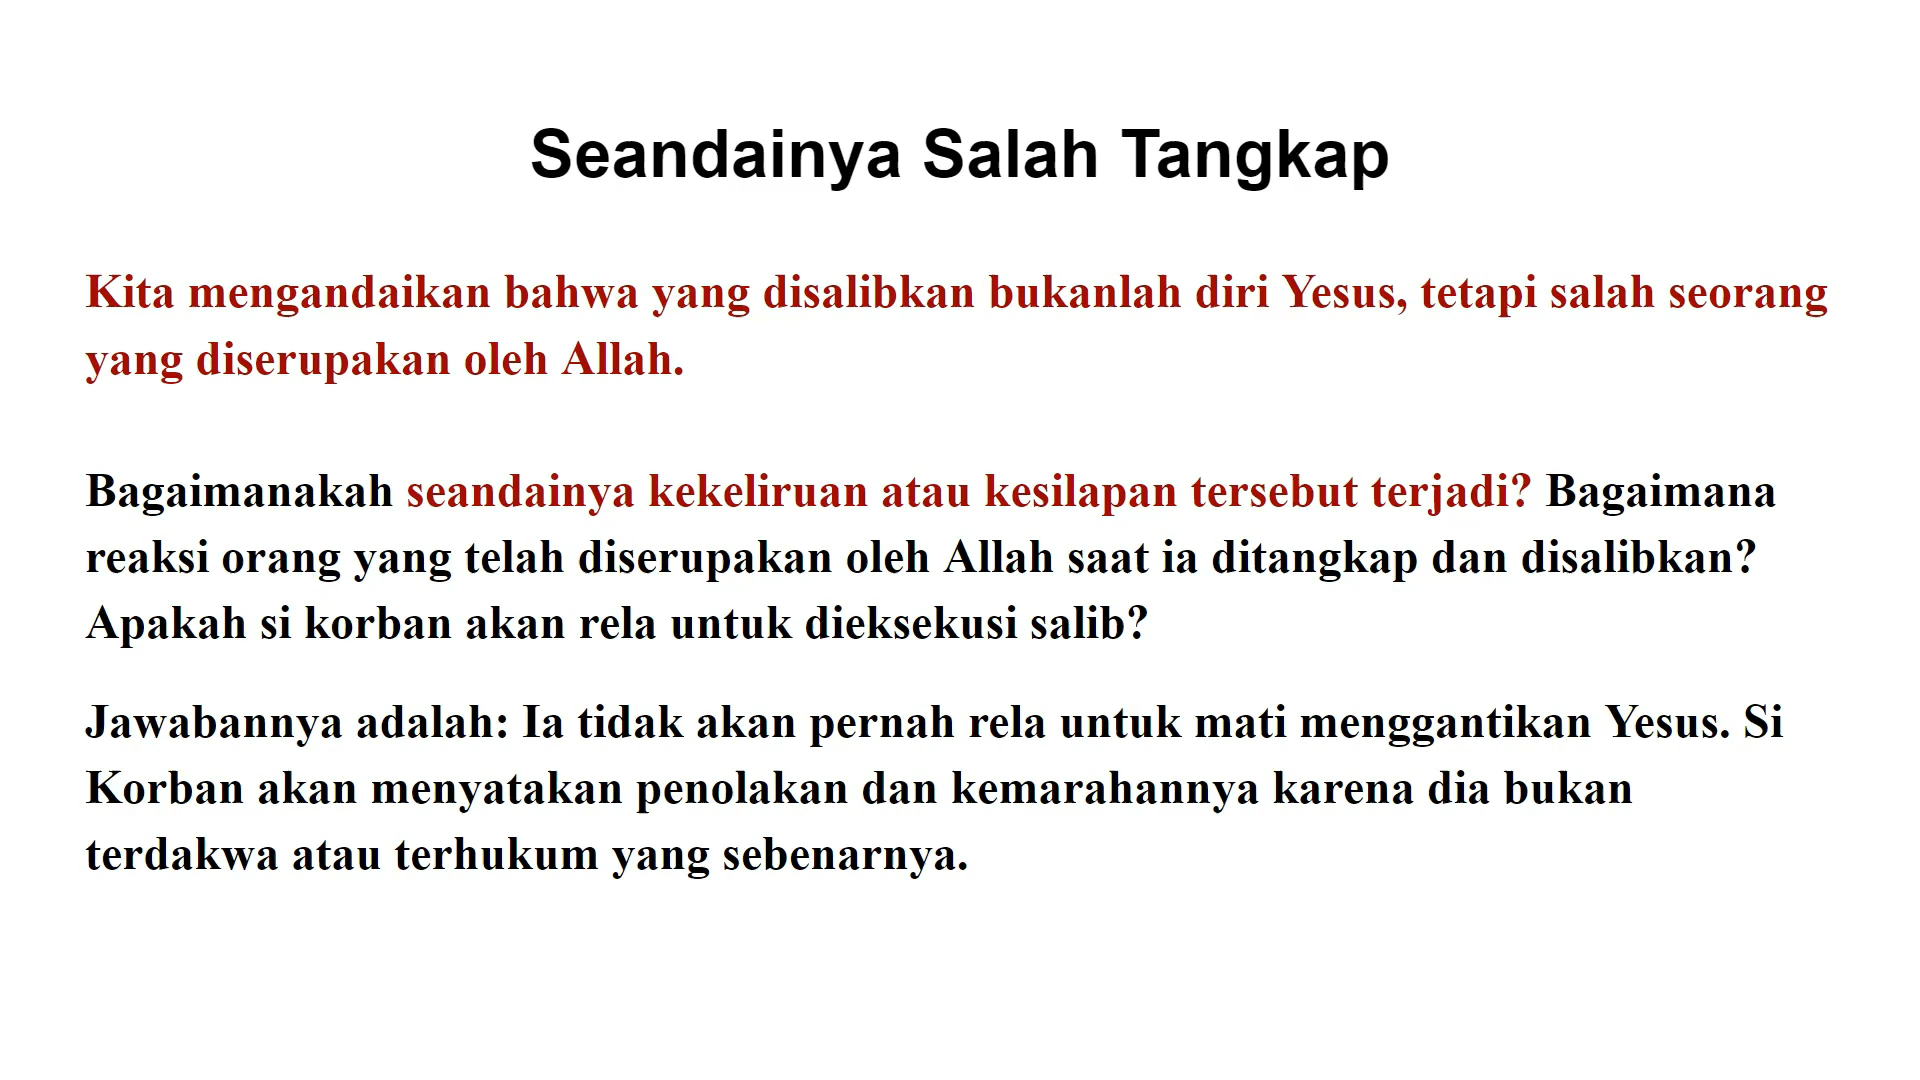 Seandainya Salah Tangkap
Kita mengandaikan bahwa yang disalibkan bukanlah diri Yesus, tetapi salah seorang
yang diserupakan oleh Allah.
Bagaimanakah seandainya kekeliruan atau kesilapan tersebut terjadi? Bagaimana
reaksi orang yang telah diserupakan oleh Allah saat ia ditangkap dan disalibkan?
Apakah si korban akan rela untuk dieksekusi salib?
Jawabannya adalah: Ia tidak akan pernah rela untuk mati menggantikan Yesus. Si
Korban akan menyatakan penolakan dan kemarahannya karena dia bukan
terdakwa atau terhukum yang sebenarnya.